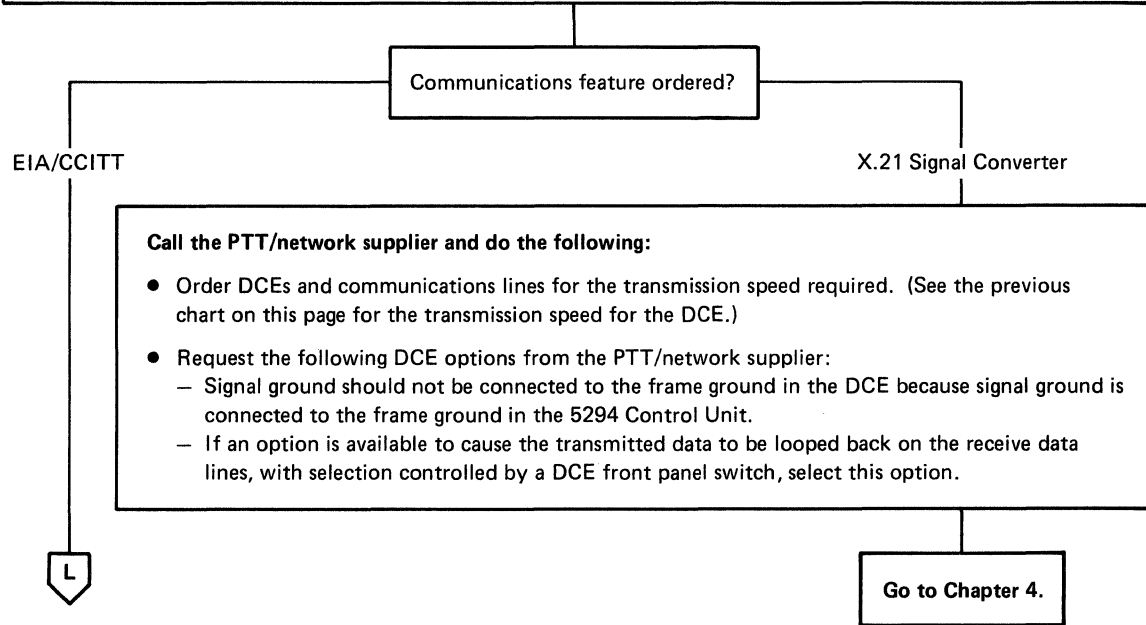 Communications feature ordered?
EIA/CCITT
X.21 Signal Converter
Call the PTT/network supplier and do the following:
● Order DCEs and communications lines for the transmission speed required. (See the previous
chart on this page for the transmission speed for the DCE.)
● Request the following DCE options from the PTT/network supplier:
— Signal ground should not be connected to the frame ground in the DCE because signal ground is
connected to the frame ground in the 5294 Control Unit.
— If an option is available to cause the transmitted data to be looped back on the receive data
lines, with selection controlled by a DCE front panel switch, select this option.
L
Go to Chapter 4.